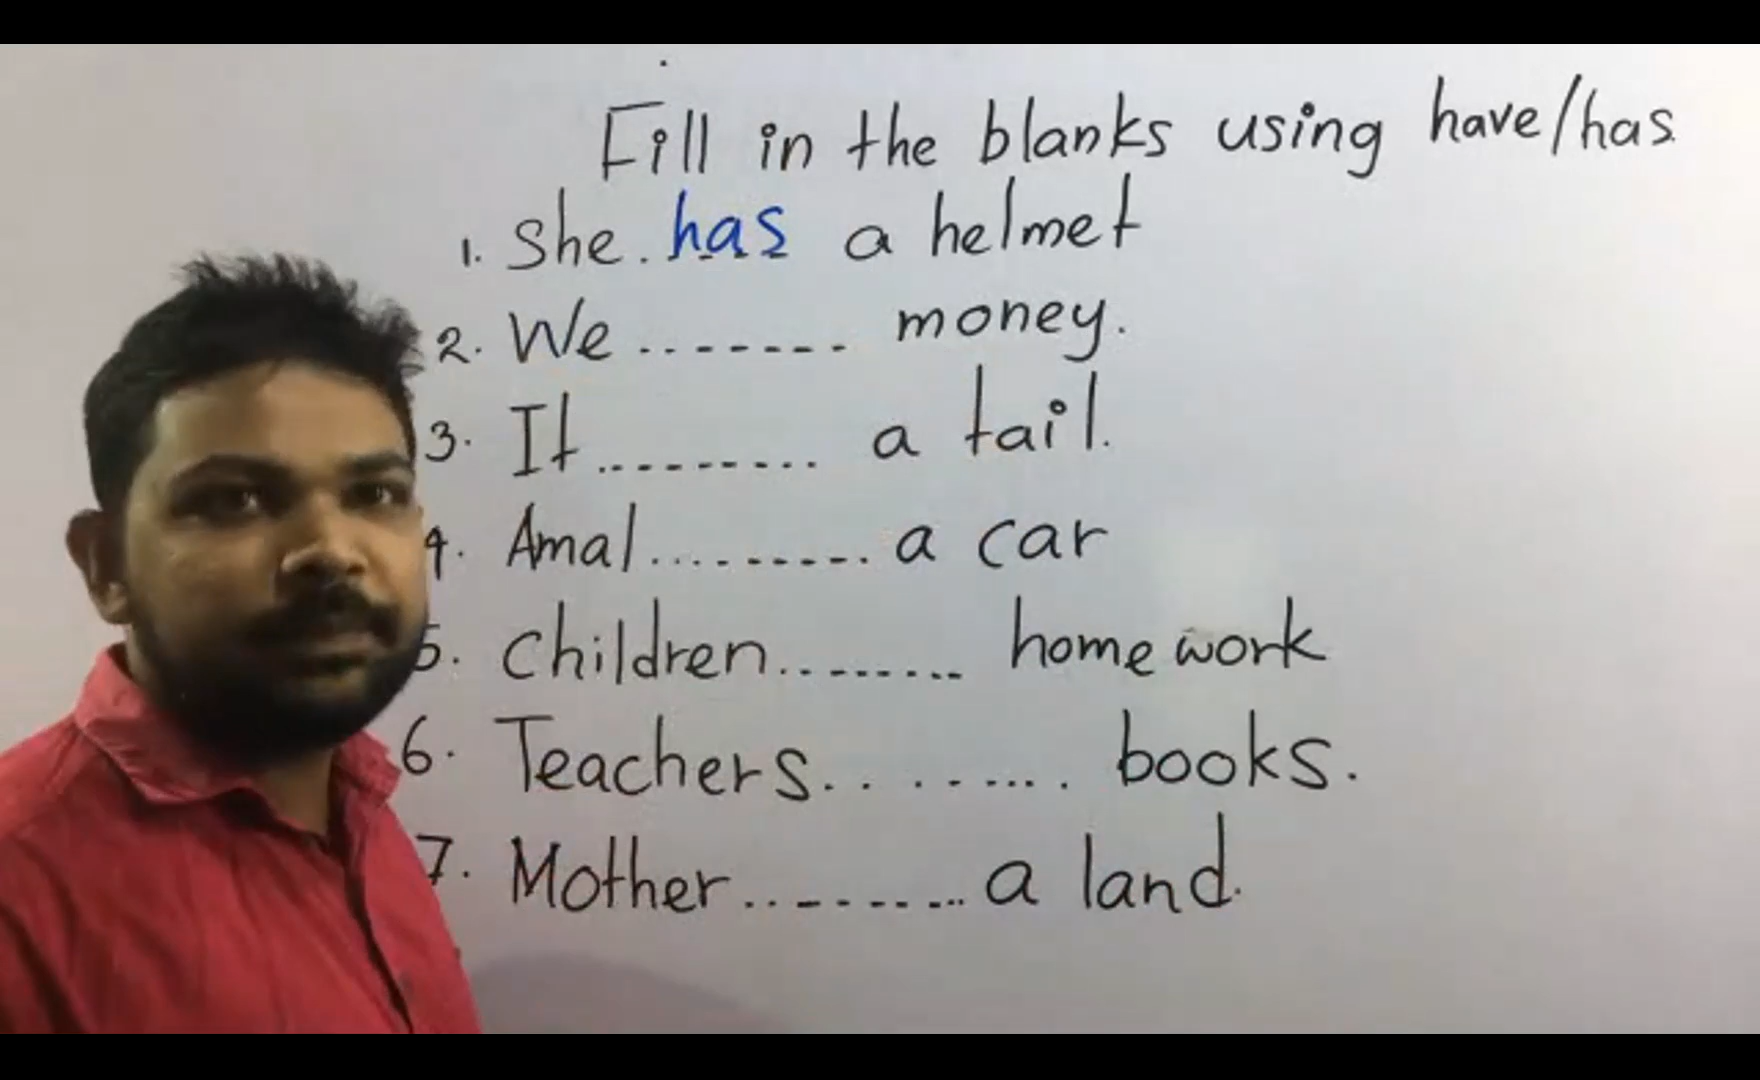 Fill in the blanks using have/has
1. She. has a helmet
2. We ........ money.
3. It .......... a tail.
4. Amal .......... a car
5. Children ......... home work
6. Teachers ......... books.
7. Mother .......... a land.